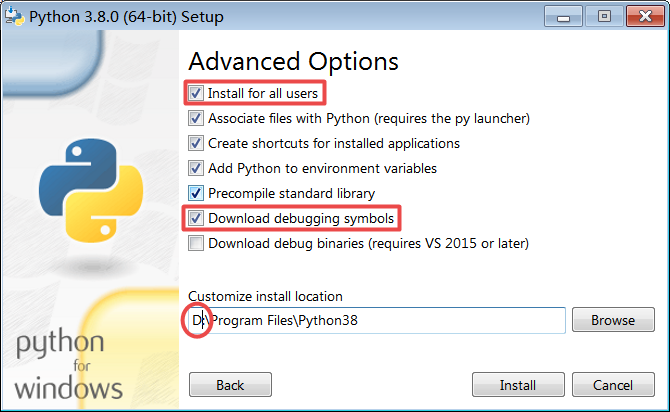 Python 3.8.0 (64-bit) Setup
Advanced Options
Install for all users
Associate files with Python (requires the py launcher)
Create shortcuts for installed applications
Add Python to environment variables
Precompile standard library
Download debugging symbols
Download debug binaries (requires VS 2015 or later)
Customize install location
D:\Program Files\Python38
Browse
python
for
windows
Back
Install
Cancel